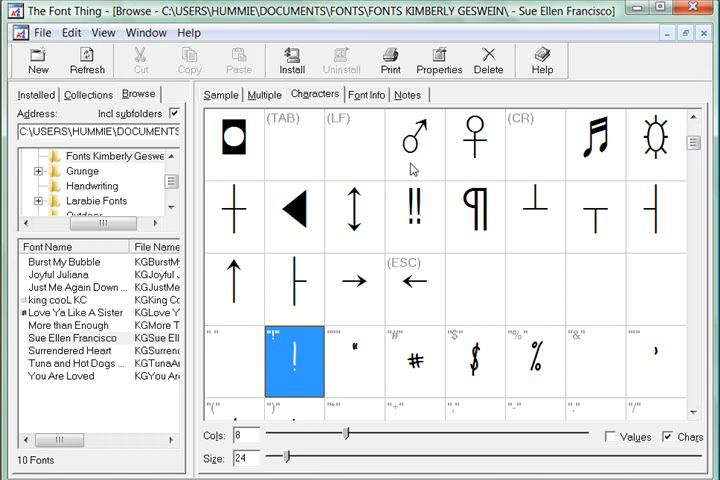 The Font Thing - [Browse - C:\USERS\HUMMIE\DOCUMENTS\FONTS\FONTS KIMBERLY GESWEIN\ - Sue Ellen Francisco]
File Edit View Window Help
New Refresh Cut Copy Paste Install Uninstall Print Properties Delete Help
Installed Collections Browse
Sample Multiple Characters Font Info Notes
Address: Incl subfolders
C:\USERS\HUMMIE\DOCUMENTS
Fonts Kimberly Geswe
Grunge
Handwriting
Larabie Fonts
Outdoor
Font Name File Name
Burst My Bubble KGBurstMy
Joyful Juliana KGJoyful J
Just Me Again Down ... KGJustMe
king cooL KC KGKing C
Love Ya Like A Sister KGLove Y
More than Enough KGMore T
Sue Ellen Francisco KGSue Ell
Surrendered Heart KGSurren
Tuna and Hot Dogs ... KGTunaAr
You Are Loved KGYou Ar
10 Fonts
◘ (TAB) (LF) ♂ ♀ (CR) ♫ ☼
┼ ◄ ↕ ‼ ¶ ┴ ┬ ┤
↑ ├ → (ESC) ←
" " "!" """ "#" "$" "%" "&" "'"
! " # $ % '
"(" ")" "*" "+" "," "-" "." "/"
Cols: 8 Values Chars
Size: 24